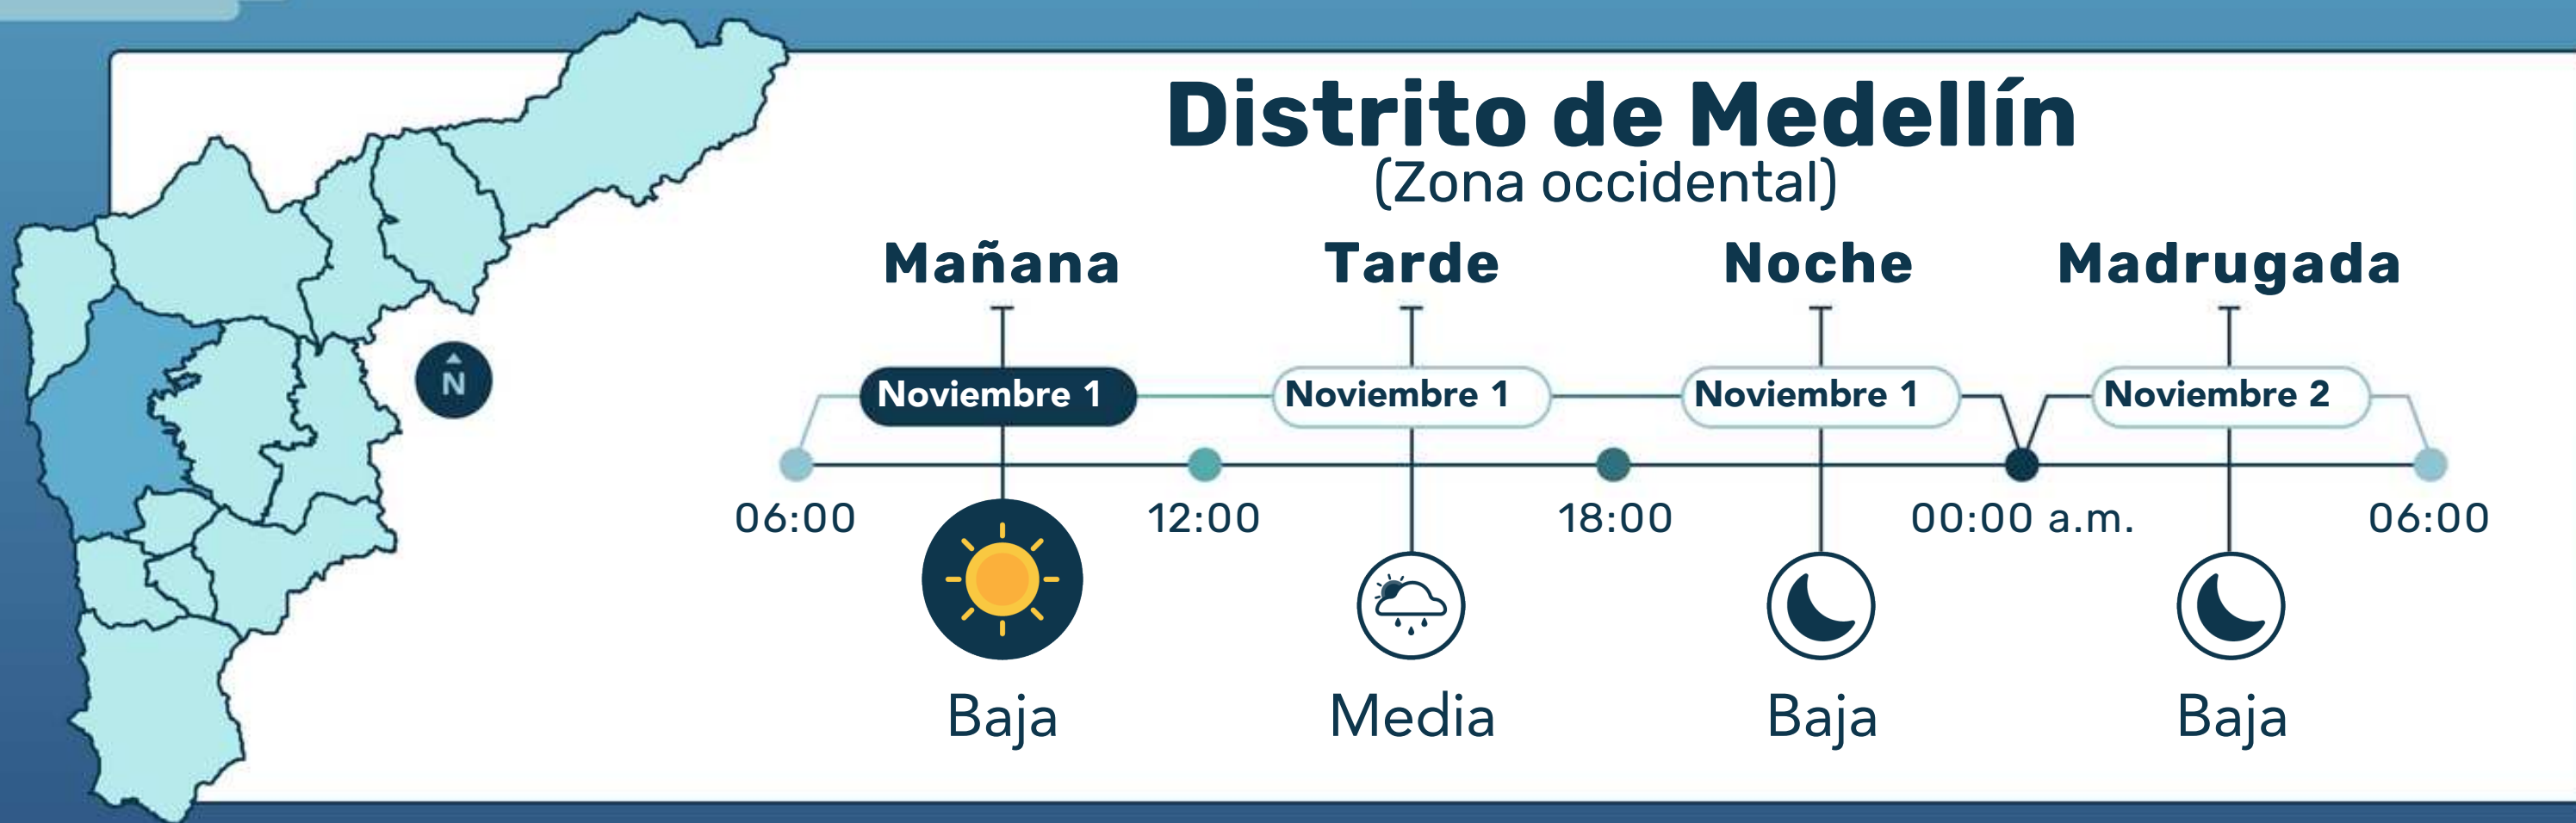 Distrito de Medellín
(Zona occidental)
Mañana Tarde Noche Madrugada
Noviembre 1 Noviembre 1 Noviembre 1 Noviembre 2
N
06:00 12:00 18:00 00:00 a.m. 06:00
Baja Media Baja Baja